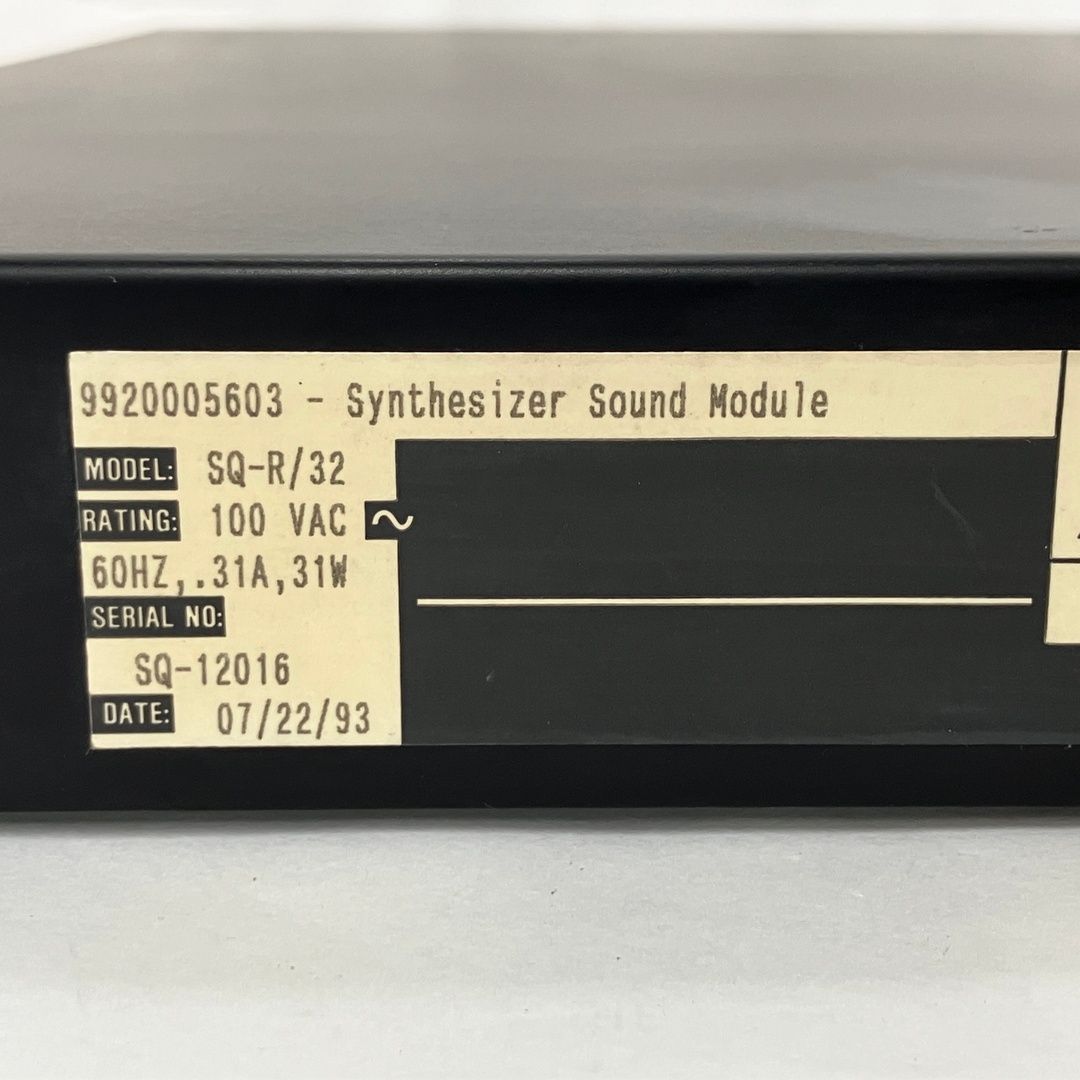 9920005603 - Synthesizer Sound Module
MODEL: SQ-R/32
RATING: 100 VAC ~
60HZ,.31A,31W
SERIAL NO:
SQ-12016
DATE: 07/22/93